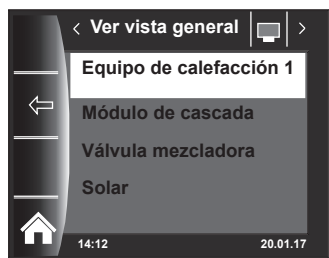 Ver vista general
Equipo de calefacción 1
Módulo de cascada
Válvula mezcladora
Solar
14:12 20.01.17